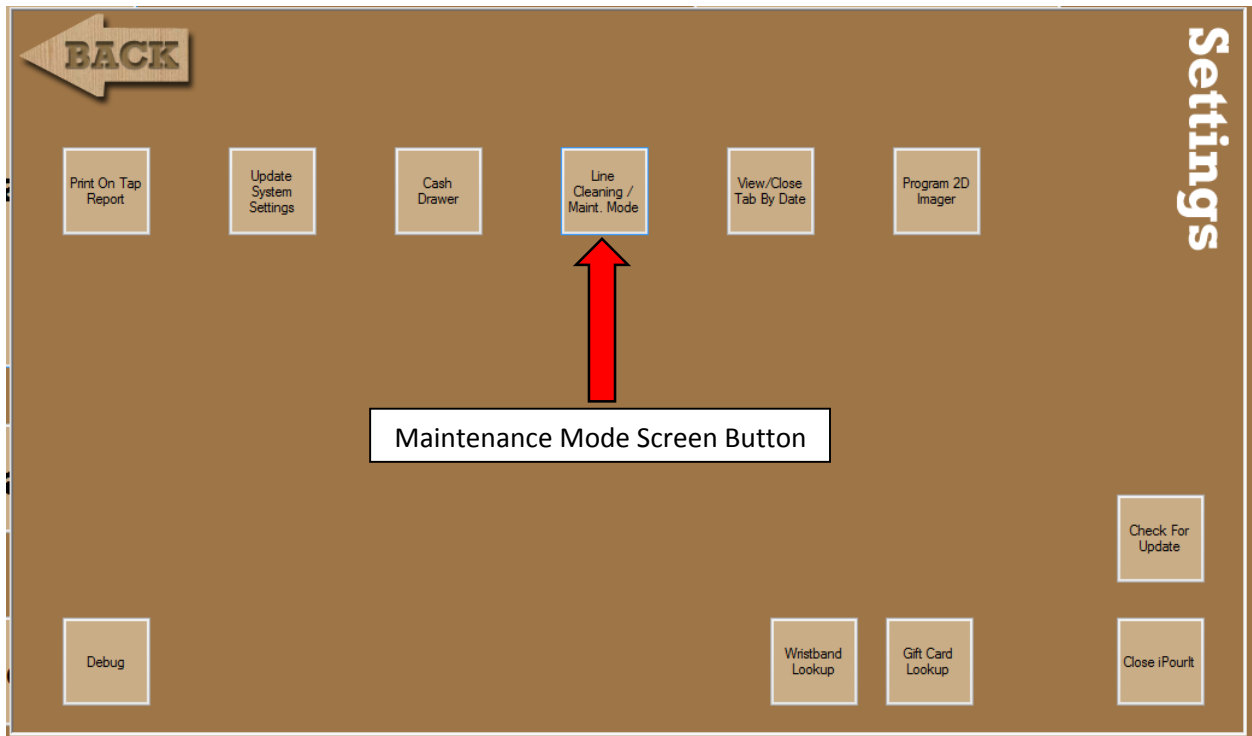 BACK
Settings
Print On Tap
Report
Update
System
Settings
Cash
Drawer
Line
Cleaning /
Maint. Mode
View/Close
Tab By Date
Program 2D
Imager
Maintenance Mode Screen Button
Check For
Update
Debug
Wristband
Lookup
Gift Card
Lookup
Close iPourIt